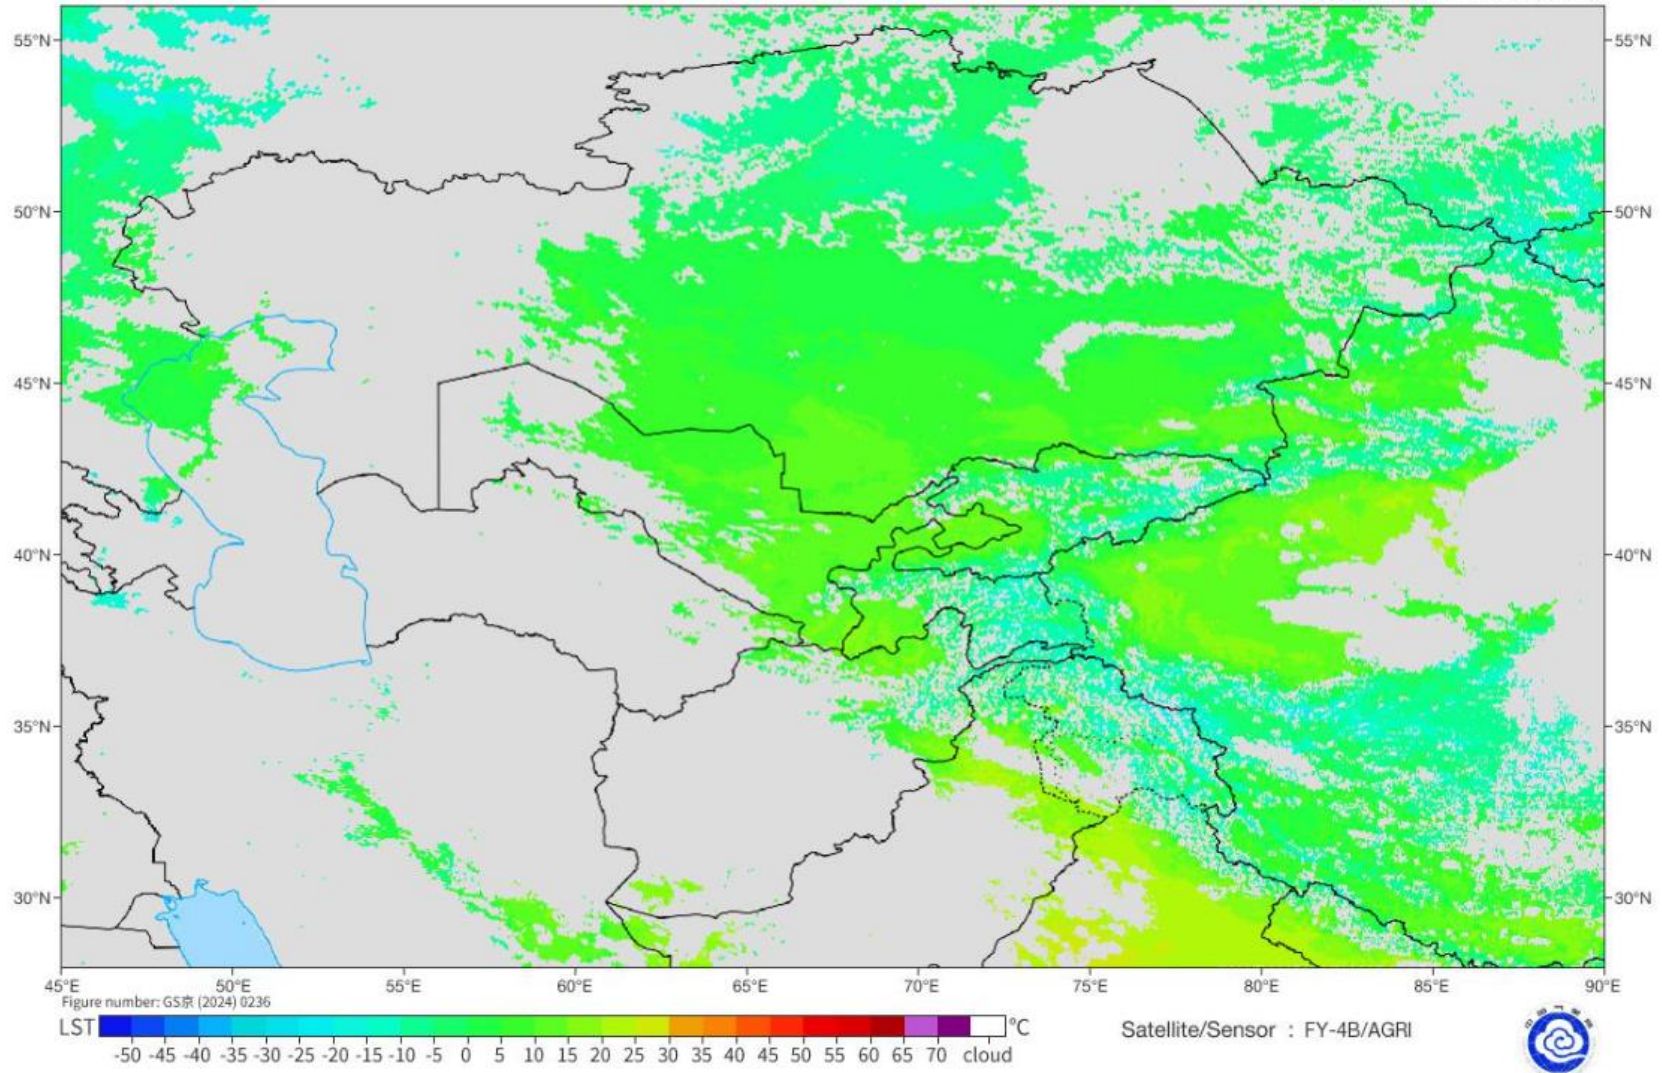 55°N 55°N
50°N 50°N
45°N 45°N
40°N 40°N
35°N 35°N
30°N 30°N
45°E 50°E 55°E 60°E 65°E 70°E 75°E 80°E 85°E 90°E
Figure number: GS京 (2024) 0236
LST °C Satellite/Sensor : FY-4B/AGRI
-50 -45 -40 -35 -30 -25 -20 -15 -10 -5 0 5 10 15 20 25 30 35 40 45 50 55 60 65 70 cloud